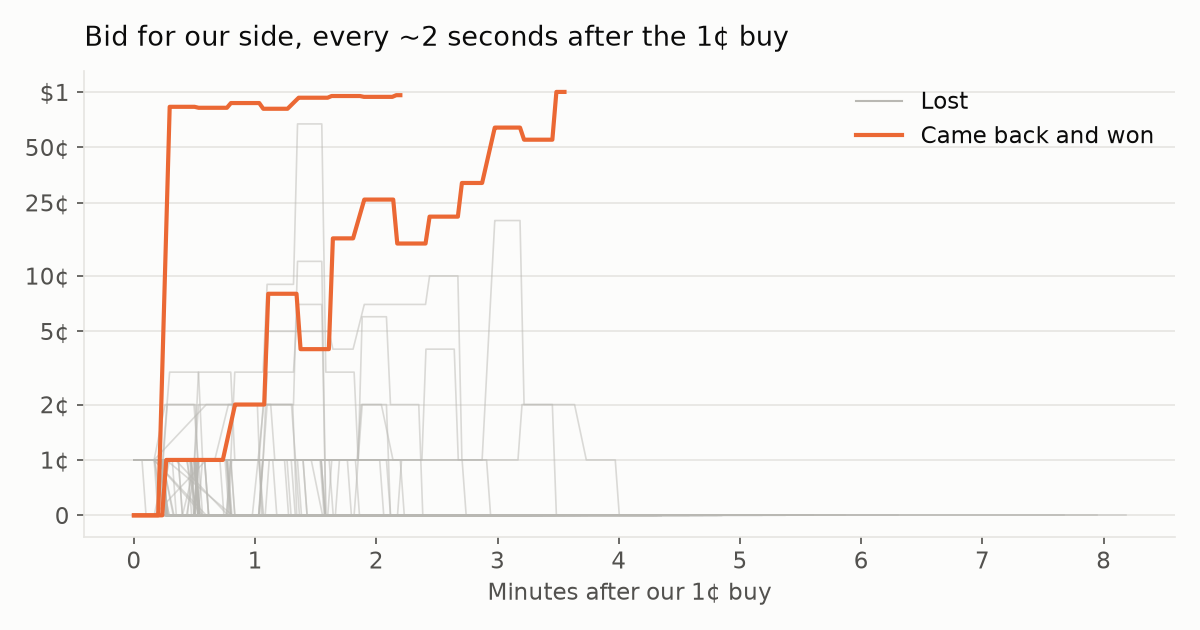 Bid for our side, every ~2 seconds after the 1¢ buy
$1
50¢
25¢
10¢
5¢
2¢
1¢
0
Lost
Came back and won
0 1 2 3 4 5 6 7 8
Minutes after our 1¢ buy